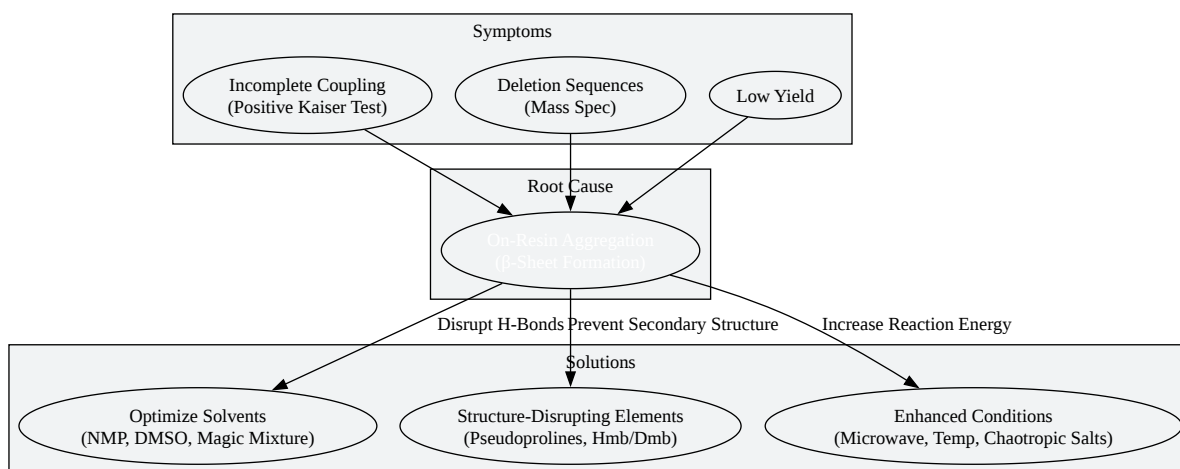 Symptoms
Incomplete Coupling
(Positive Kaiser Test)
Deletion Sequences
(Mass Spec)
Low Yield
Root Cause
On-Resin Aggregation
(β-Sheet Formation)
Disrupt H-Bonds
Prevent Secondary Structure
Increase Reaction Energy
Solutions
Optimize Solvents
(NMP, DMSO, Magic Mixture)
Structure-Disrupting Elements
(Pseudoprolines, Hmb/Dmb)
Enhanced Conditions
(Microwave, Temp, Chaotropic Salts)